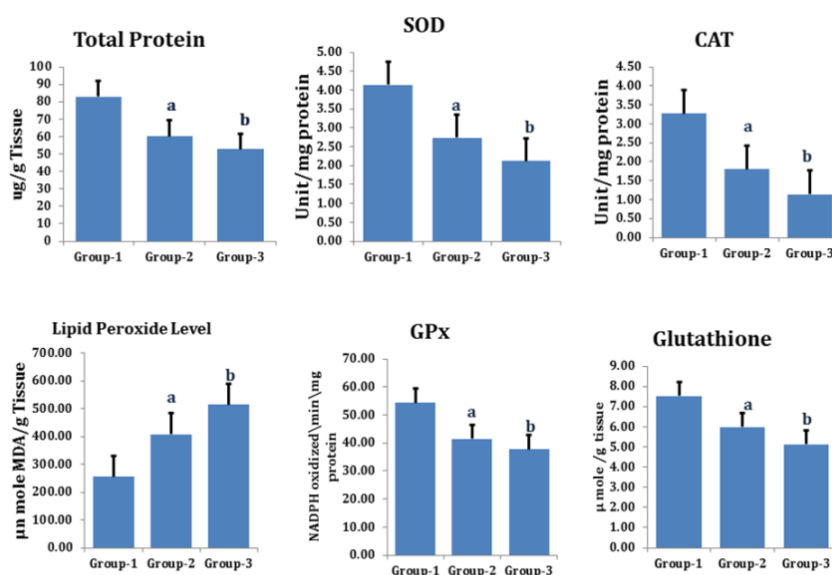 Total Protein
ug/g Tissue
100
90
80
70
60
50
40
30
20
10
0
a
b
Group-1 Group-2 Group-3
SOD
Unit/mg protein
5.00
4.50
4.00
3.50
3.00
2.50
2.00
1.50
1.00
0.50
0.00
a
b
Group-1 Group-2 Group-3
CAT
Unit/mg protein
3.50
3.50
3.00
2.50
2.00
1.50
1.00
0.50
0.00
a
b
Group-1 Group-2 Group-3
Lipid Peroxide Level
µn mole MDA/g Tissue
700.00
600.00
500.00
400.00
300.00
200.00
100.00
0.00
a
b
Group-1 Group-2 Group-3
GPx
NADPH oxidized\min\mg
protein
70.00
60.00
50.00
40.00
30.00
20.00
10.00
0.00
a
b
Group-1 Group-2 Group-3
Glutathione
µ mole /g tissue
9.00
8.00
7.00
6.00
5.00
4.00
3.00
2.00
1.00
0.00
a
b
Group-1 Group-2 Group-3